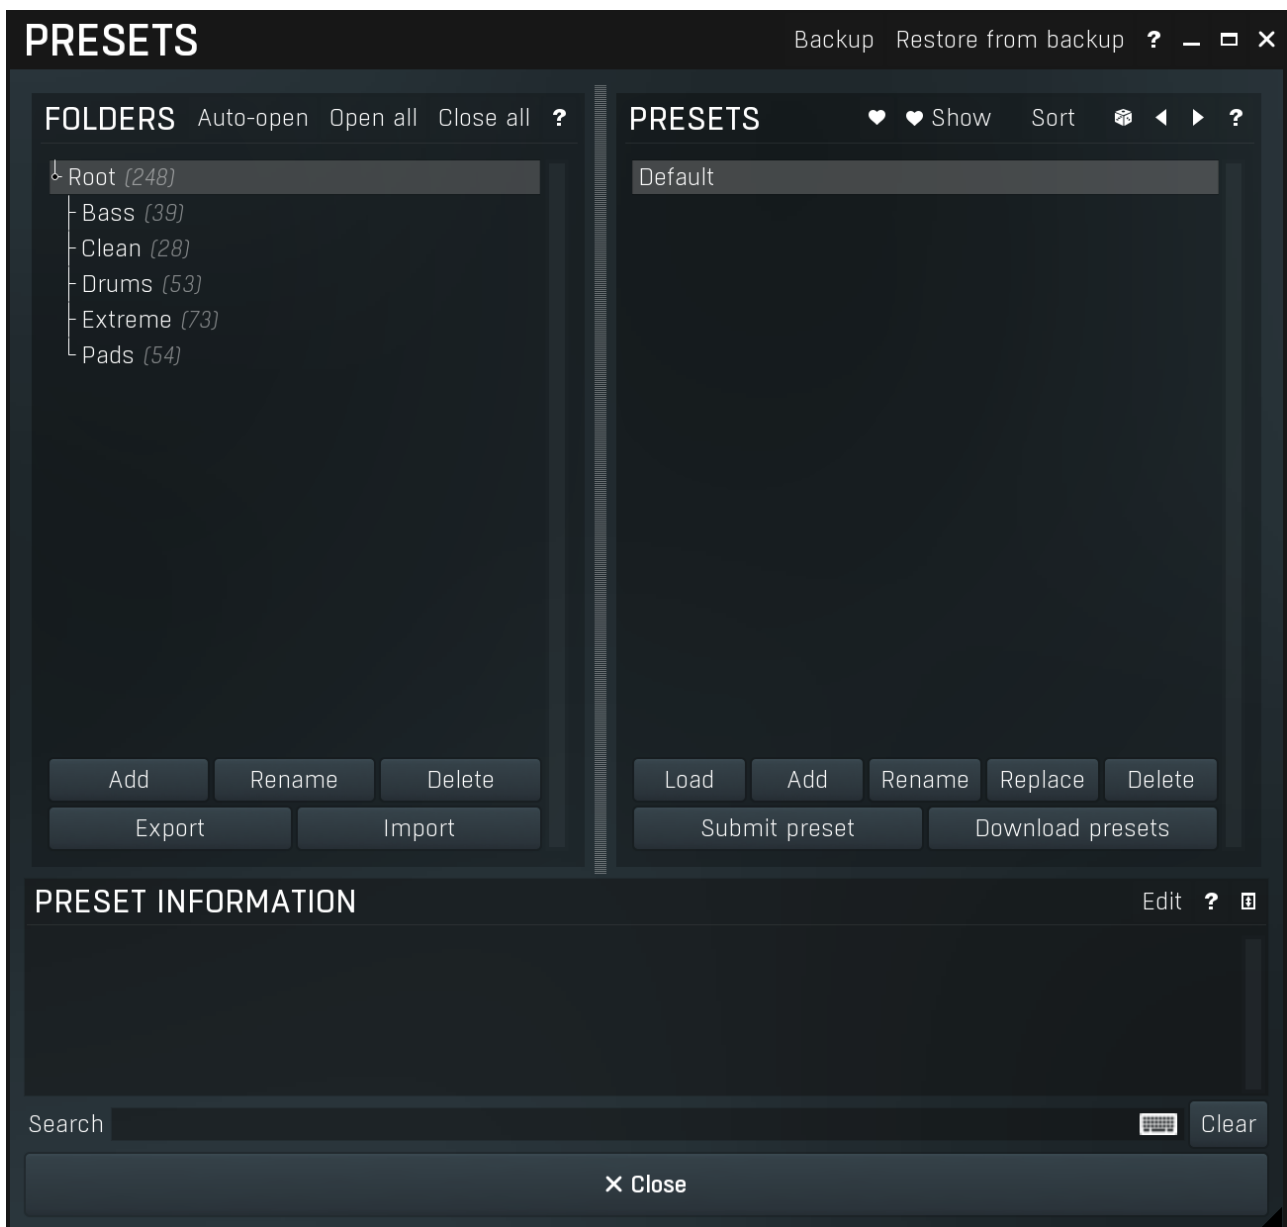 PRESETS Backup Restore from backup ?
FOLDERS Auto-open Open all Close all ?
Root (248)
Bass (39)
Clean (28)
Drums (53)
Extreme (73)
Pads (54)
Add Rename Delete
Export Import
PRESETS Show Sort ?
Default
Load Add Rename Replace Delete
Submit preset Download presets
PRESET INFORMATION Edit ?
Search Clear
Close